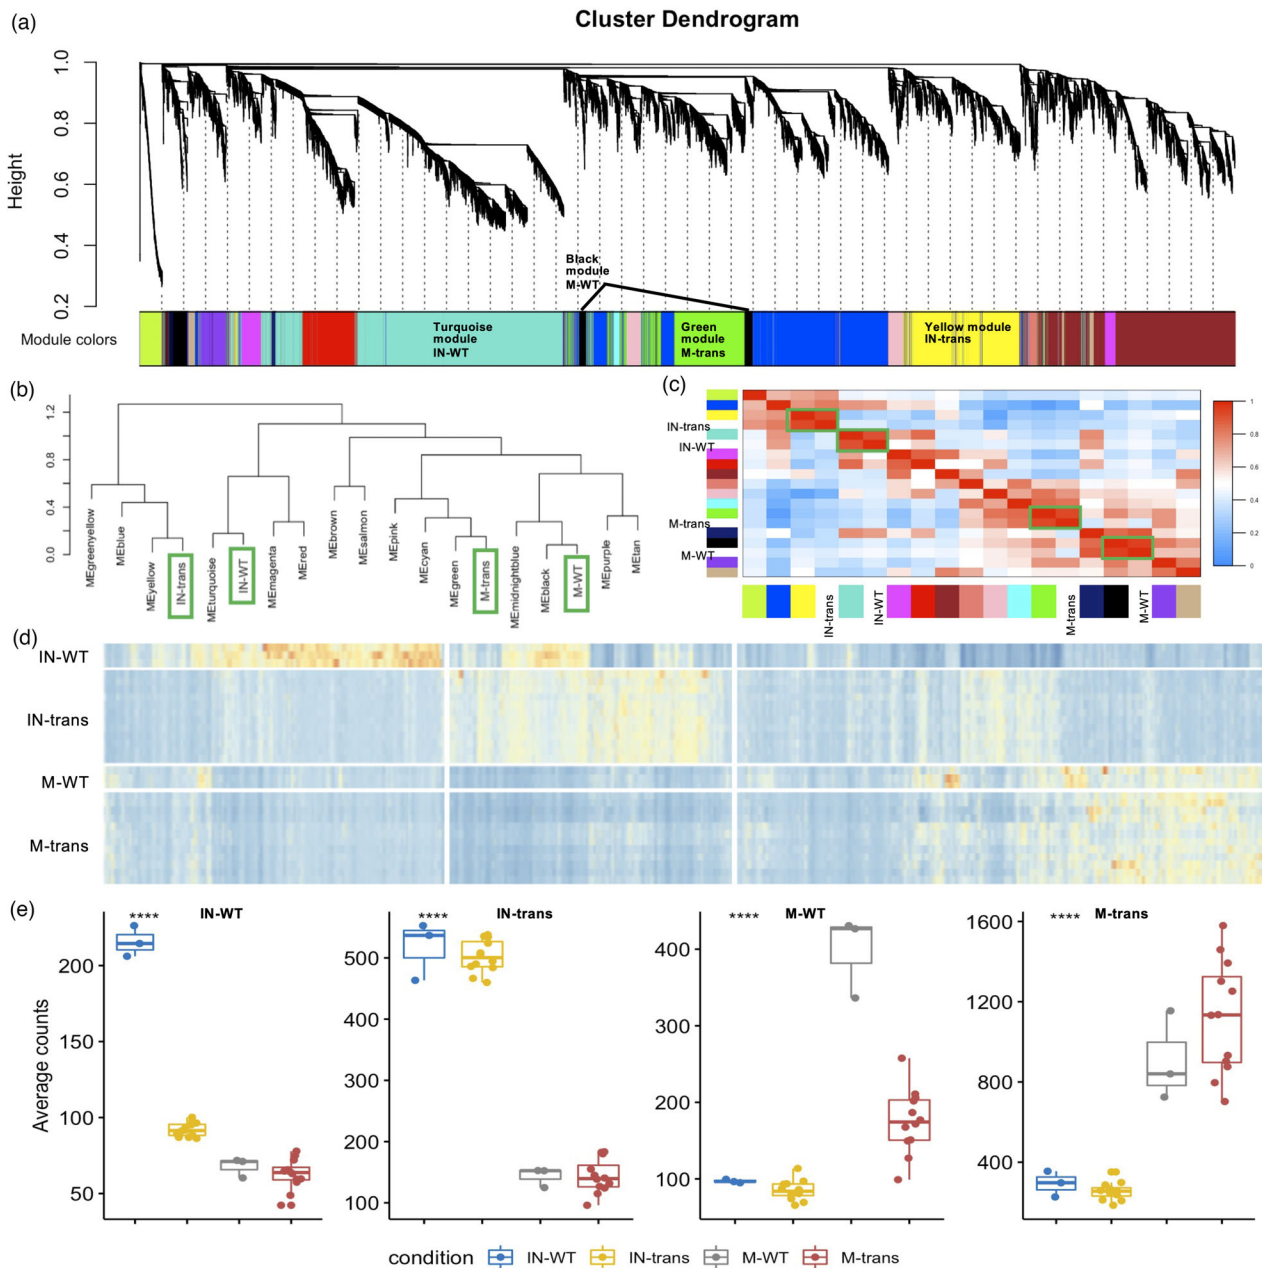 (a)
Cluster Dendrogram
Height
1.0
0.8
0.6
0.4
0.2
Black
module
M-WT
Module colors
Turquoise
module
IN-WT
Green
module
M-trans
Yellow module
IN-trans
(b)
1.2
0.8
0.4
0.0
MEgreenyellow
MEblue
MEyellow
IN-trans
MEturquoise
IN-WT
MEmagenta
MEred
MEbrown
MEsalmon
MEpink
MEcyan
MEgreen
M-trans
MEmidnightblue
MEblack
M-WT
MEpurple
MEtan
(c)
IN-trans
IN-WT
M-trans
M-WT
1
0.8
0.6
0.4
0.2
0
IN-trans
IN-WT
M-trans
M-WT
(d)
IN-WT
IN-trans
M-WT
M-trans
(e)
Average counts
**** IN-WT
200
150
100
50
**** IN-trans
500
400
300
200
100
**** M-WT
400
300
200
100
**** M-trans
1600
1200
800
400
condition IN-WT IN-trans M-WT M-trans